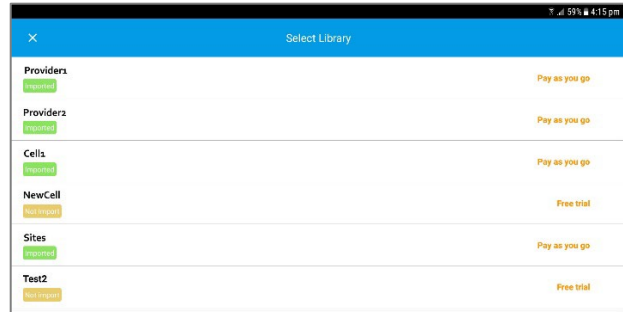 59% 4:15 pm
Select Library
Provider1
Imported
Pay as you go
Provider2
Imported
Pay as you go
Cell1
Imported
Pay as you go
NewCell
Not Import
Free trial
Sites
Imported
Pay as you go
Test2
Not Import
Free trial